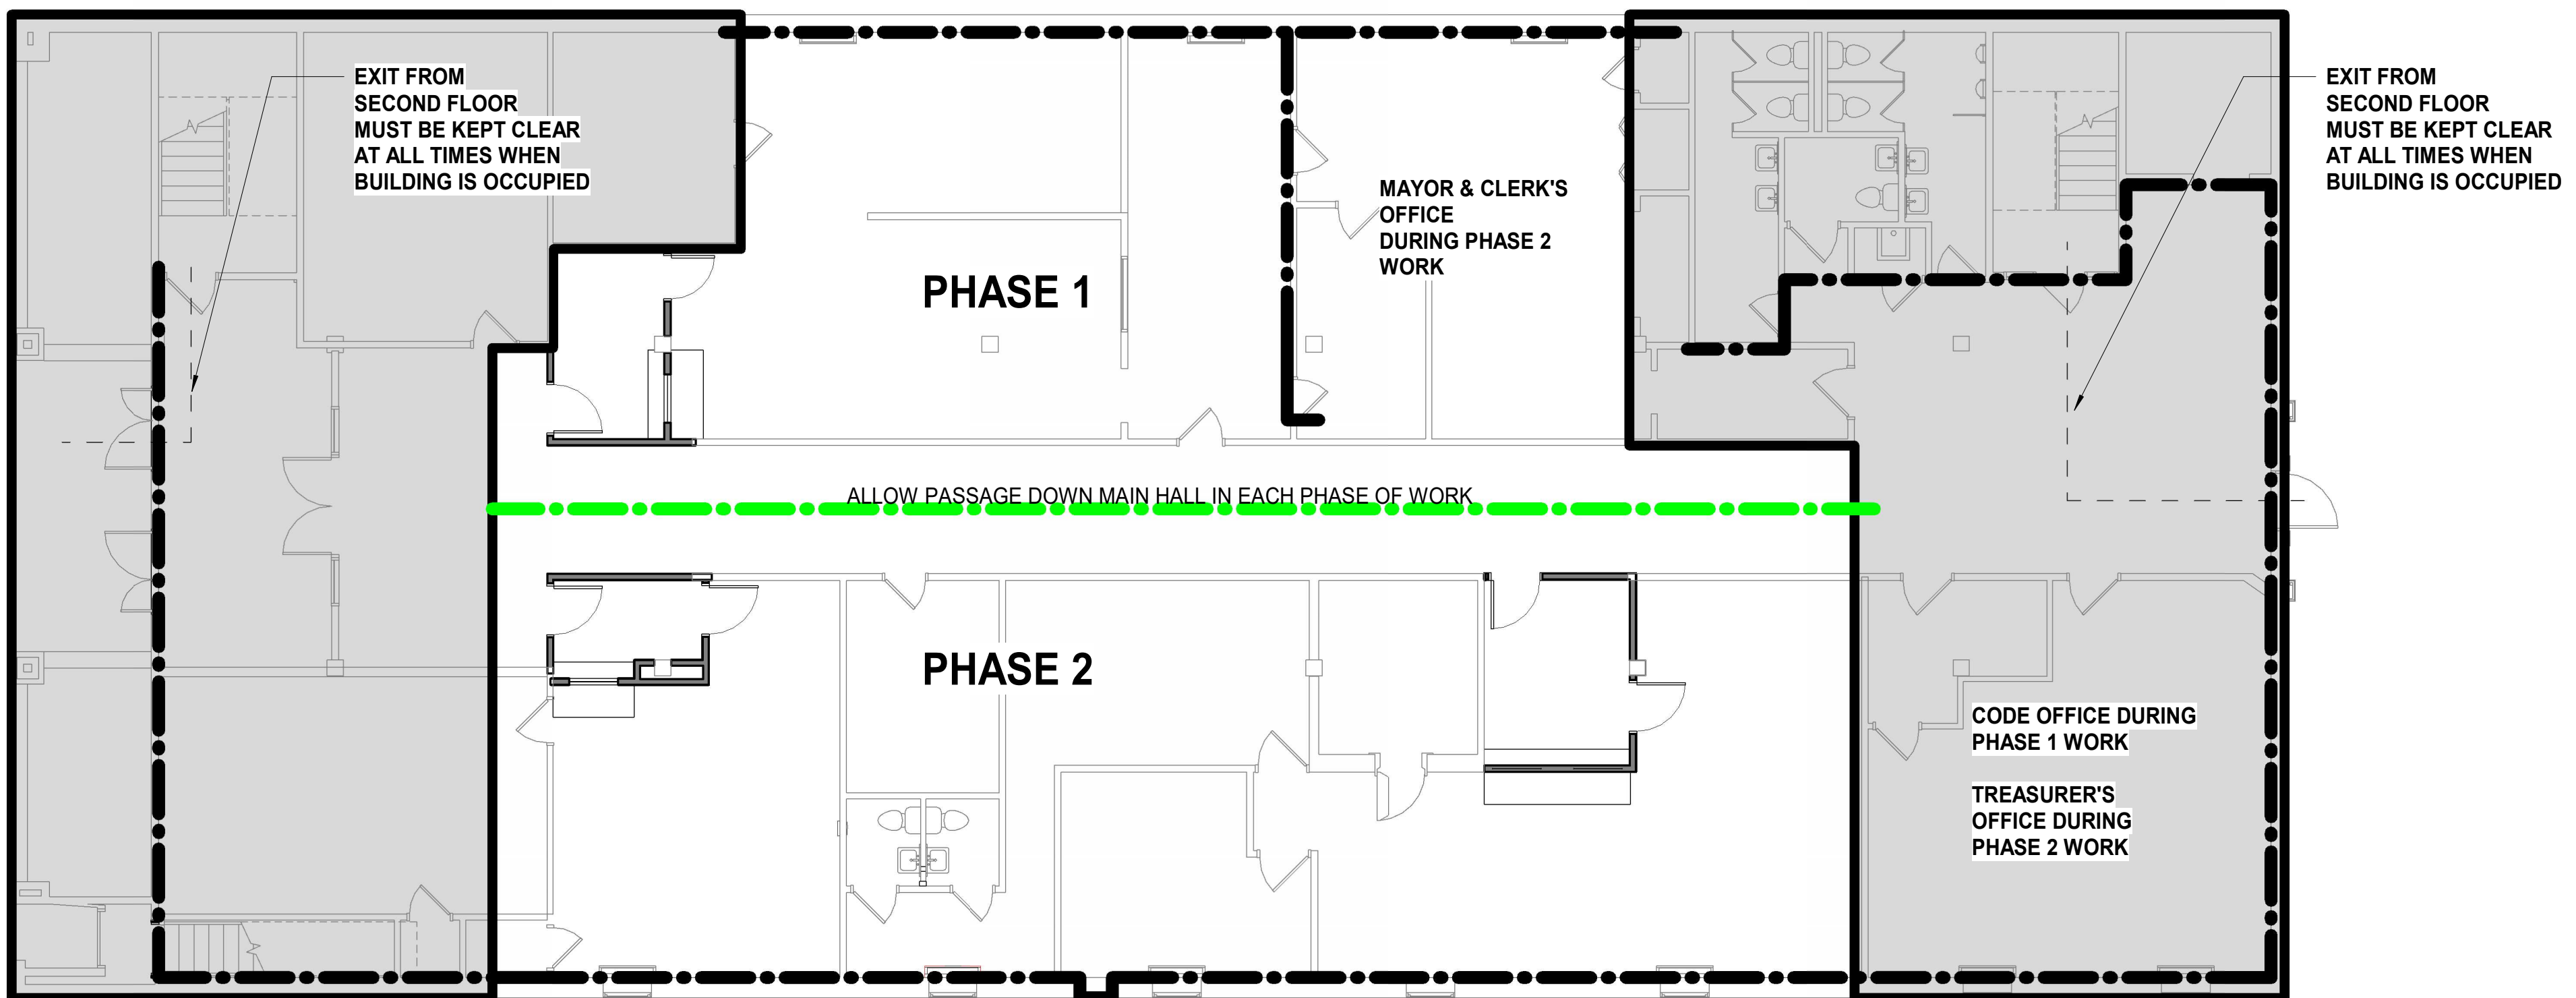 EXIT FROM
SECOND FLOOR
MUST BE KEPT CLEAR
AT ALL TIMES WHEN
BUILDING IS OCCUPIED
EXIT FROM
SECOND FLOOR
MUST BE KEPT CLEAR
AT ALL TIMES WHEN
BUILDING IS OCCUPIED
MAYOR & CLERK'S
OFFICE
DURING PHASE 2
WORK
PHASE 1
ALLOW PASSAGE DOWN MAIN HALL IN EACH PHASE OF WORK
PHASE 2
CODE OFFICE DURING
PHASE 1 WORK
TREASURER'S
OFFICE DURING
PHASE 2 WORK